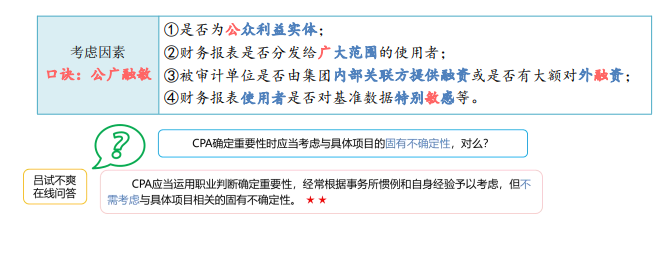 考虑因素
口诀：公广融敏
①是否为公众利益实体；
②财务报表是否分发给广大范围的使用者；
③被审计单位是否由集团内部关联方提供融资或是否有大额对外融资；
④财务报表使用者是否对基准数据特别敏感等。
?
CPA确定重要性时应当考虑与具体项目的固有不确定性，对么？
吕试不爽
在线问答
CPA应当运用职业判断确定重要性，经常根据事务所惯例和自身经验予以考虑，但不
需考虑与具体项目相关的固有不确定性。 ★★